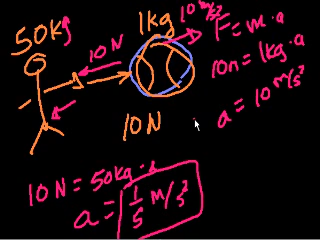 50kg
1kg
10 m/s²
10N
F = m · a
10n = 1kg · a
a = 10 m/s²
10N
10N = 50kg · a
a = 1/5 m/s²